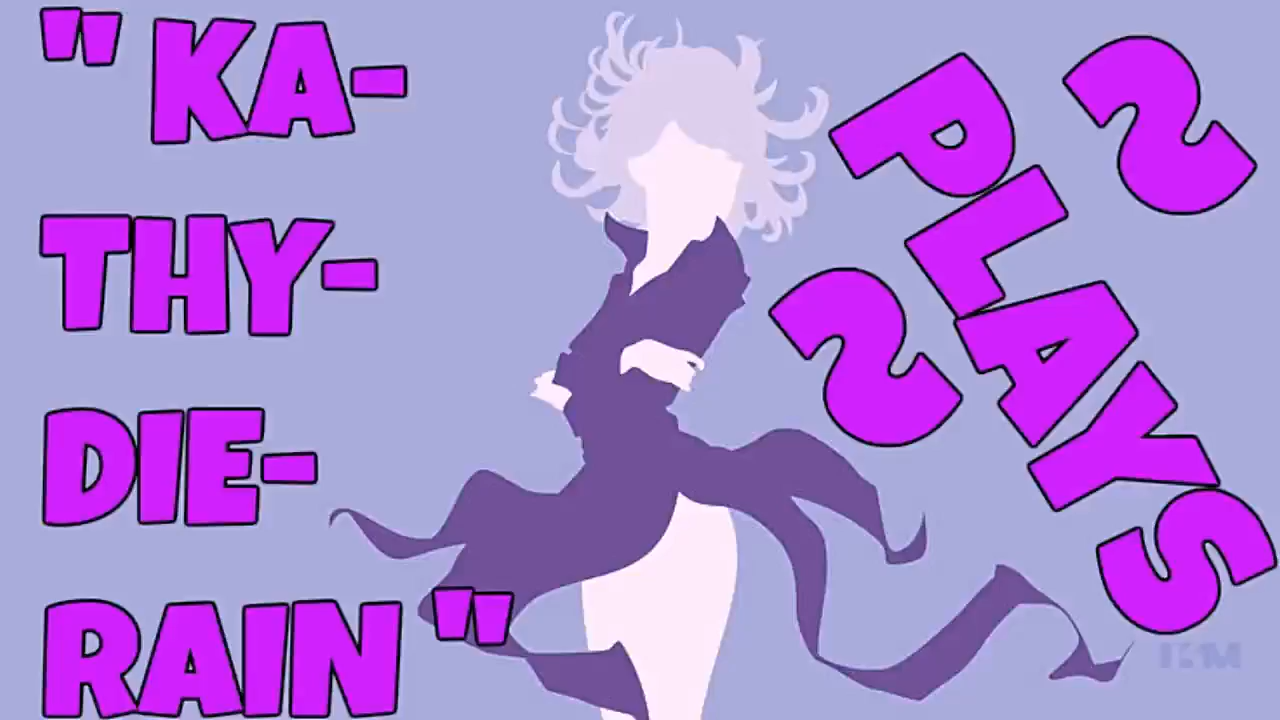 " KA-
THY-
DIE-
RAIN "
~ PLAYS ~